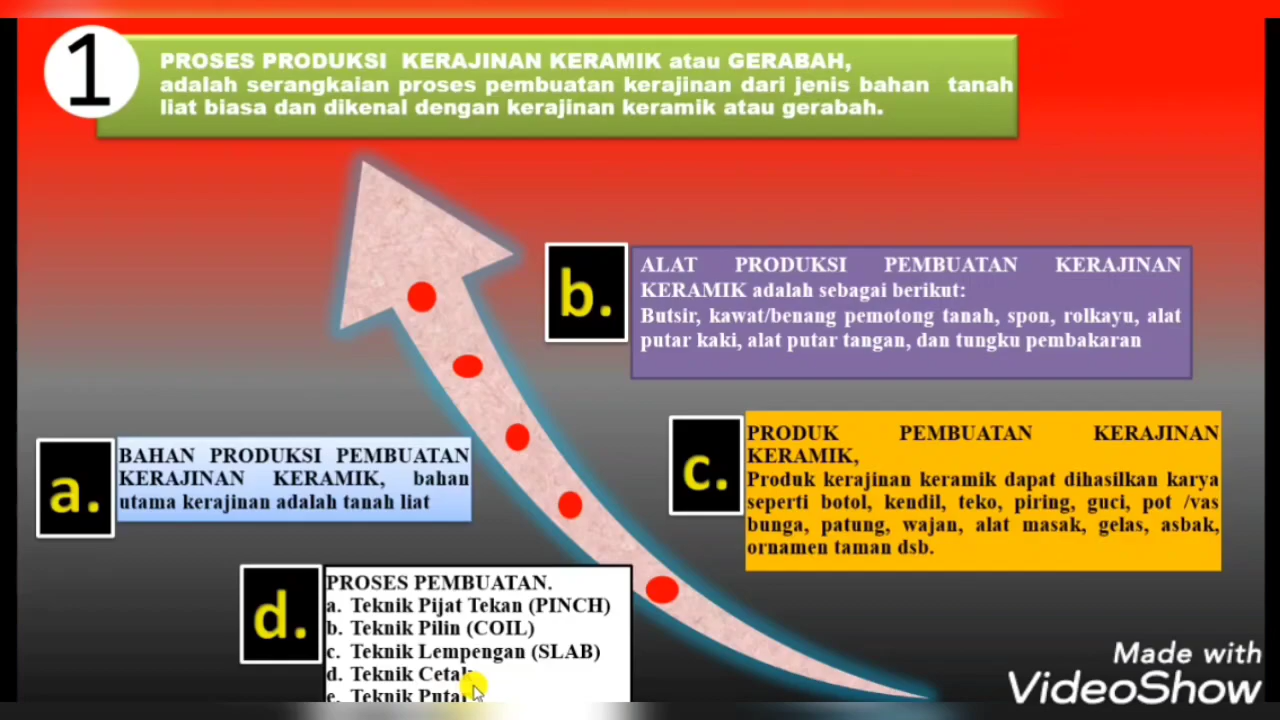 1
PROSES PRODUKSI KERAJINAN KERAMIK atau GERABAH,
adalah serangkaian proses pembuatan kerajinan dari jenis bahan tanah
liat biasa dan dikenal dengan kerajinan keramik atau gerabah.
b.
ALAT PRODUKSI PEMBUATAN KERAJINAN
KERAMIK adalah sebagai berikut:
Butsir, kawat/benang pemotong tanah, spon, rolkayu, alat
putar kaki, alat putar tangan, dan tungku pembakaran
a.
BAHAN PRODUKSI PEMBUATAN
KERAJINAN KERAMIK, bahan
utama kerajinan adalah tanah liat
c.
PRODUK PEMBUATAN KERAJINAN
KERAMIK,
Produk kerajinan keramik dapat dihasilkan karya
seperti botol, kendil, teko, piring, guci, pot /vas
bunga, patung, wajan, alat masak, gelas, asbak,
ornamen taman dsb.
d.
PROSES PEMBUATAN.
a. Teknik Pijat Tekan (PINCH)
b. Teknik Pilin (COIL)
c. Teknik Lempengan (SLAB)
d. Teknik Cetak
e. Teknik Putar
Made with
VideoShow